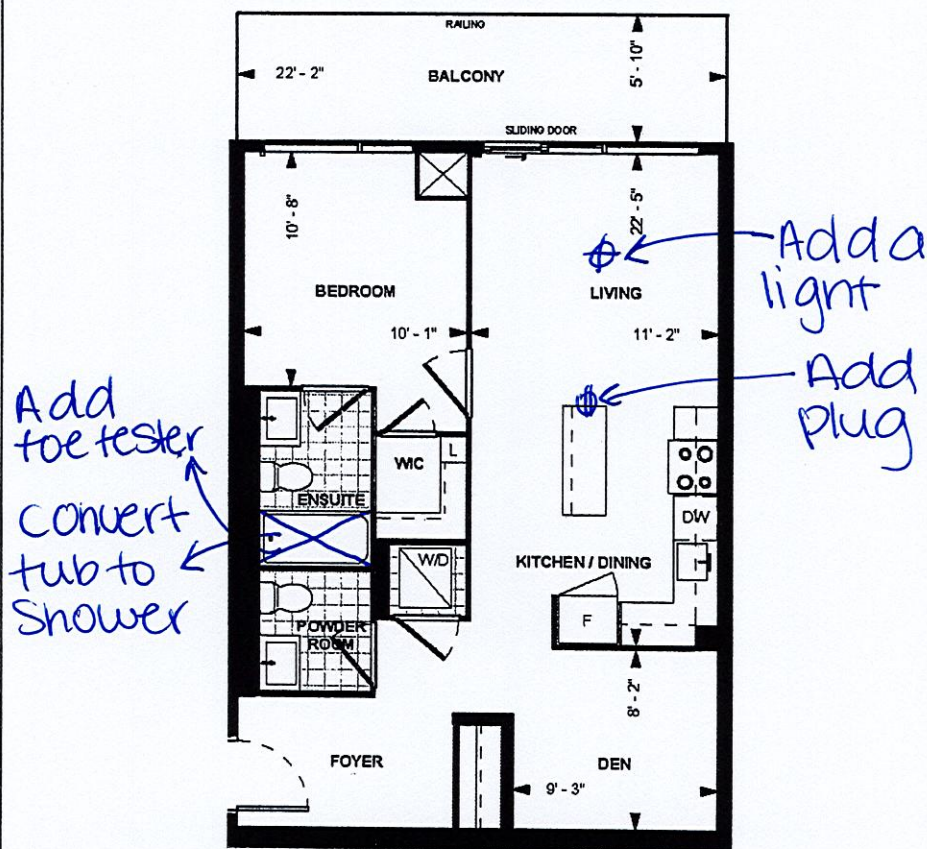 RAILING
22' - 2"
BALCONY
5' - 10"
SLIDING DOOR
10' - 8"
22' - 5"
Add a
light
BEDROOM
LIVING
10' - 1"
11' - 2"
Add
plug
Add
toe tester
WIC
L
ENSUITE
DW
convert
tub to
shower
W/D
KITCHEN / DINING
F
POWDER
ROOM
8' - 2"
FOYER
DEN
9' - 3"